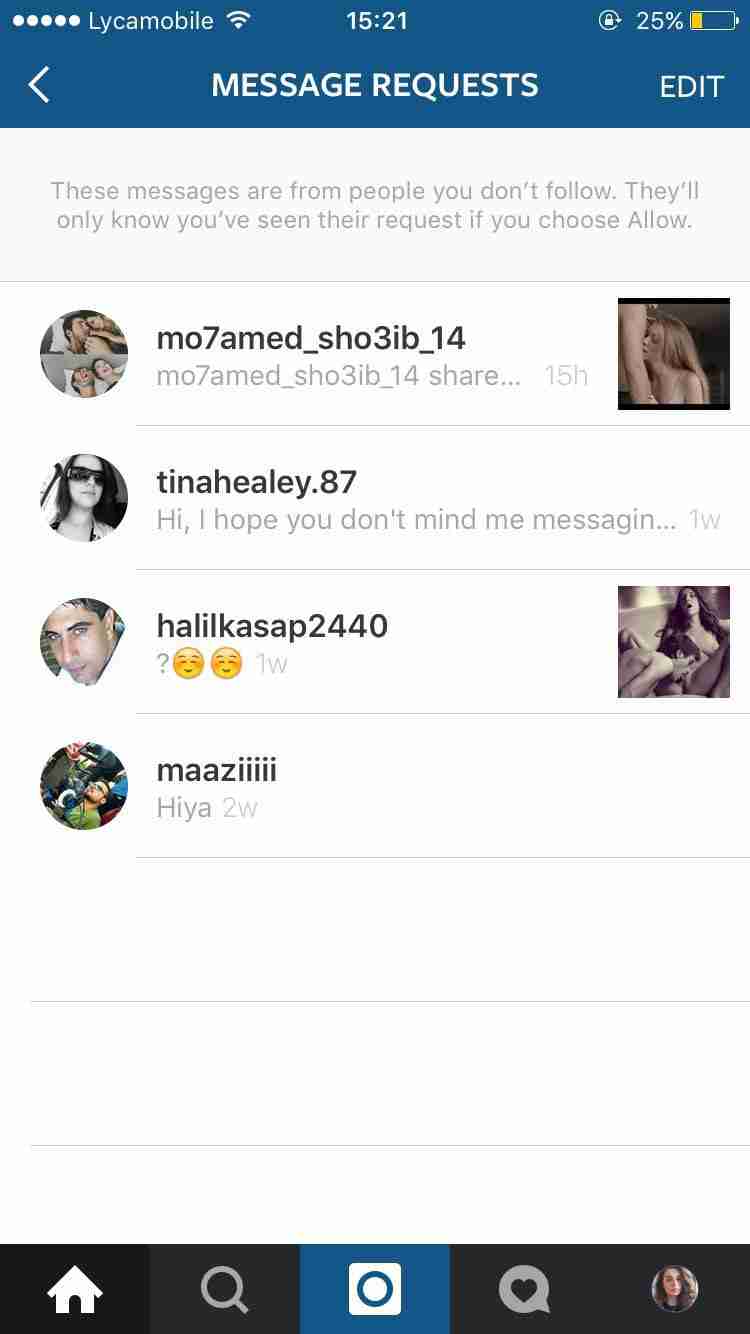 Lycamobile 15:21 25%
MESSAGE REQUESTS EDIT
These messages are from people you don't follow. They'll
only know you've seen their request if you choose Allow.
mo7amed_sho3ib_14
mo7amed_sho3ib_14 share... 15h
tinahealey.87
Hi, I hope you don't mind me messagin... 1w
halilkasap2440
?☺️☺️ 1w
maaziiiii
Hiya 2w